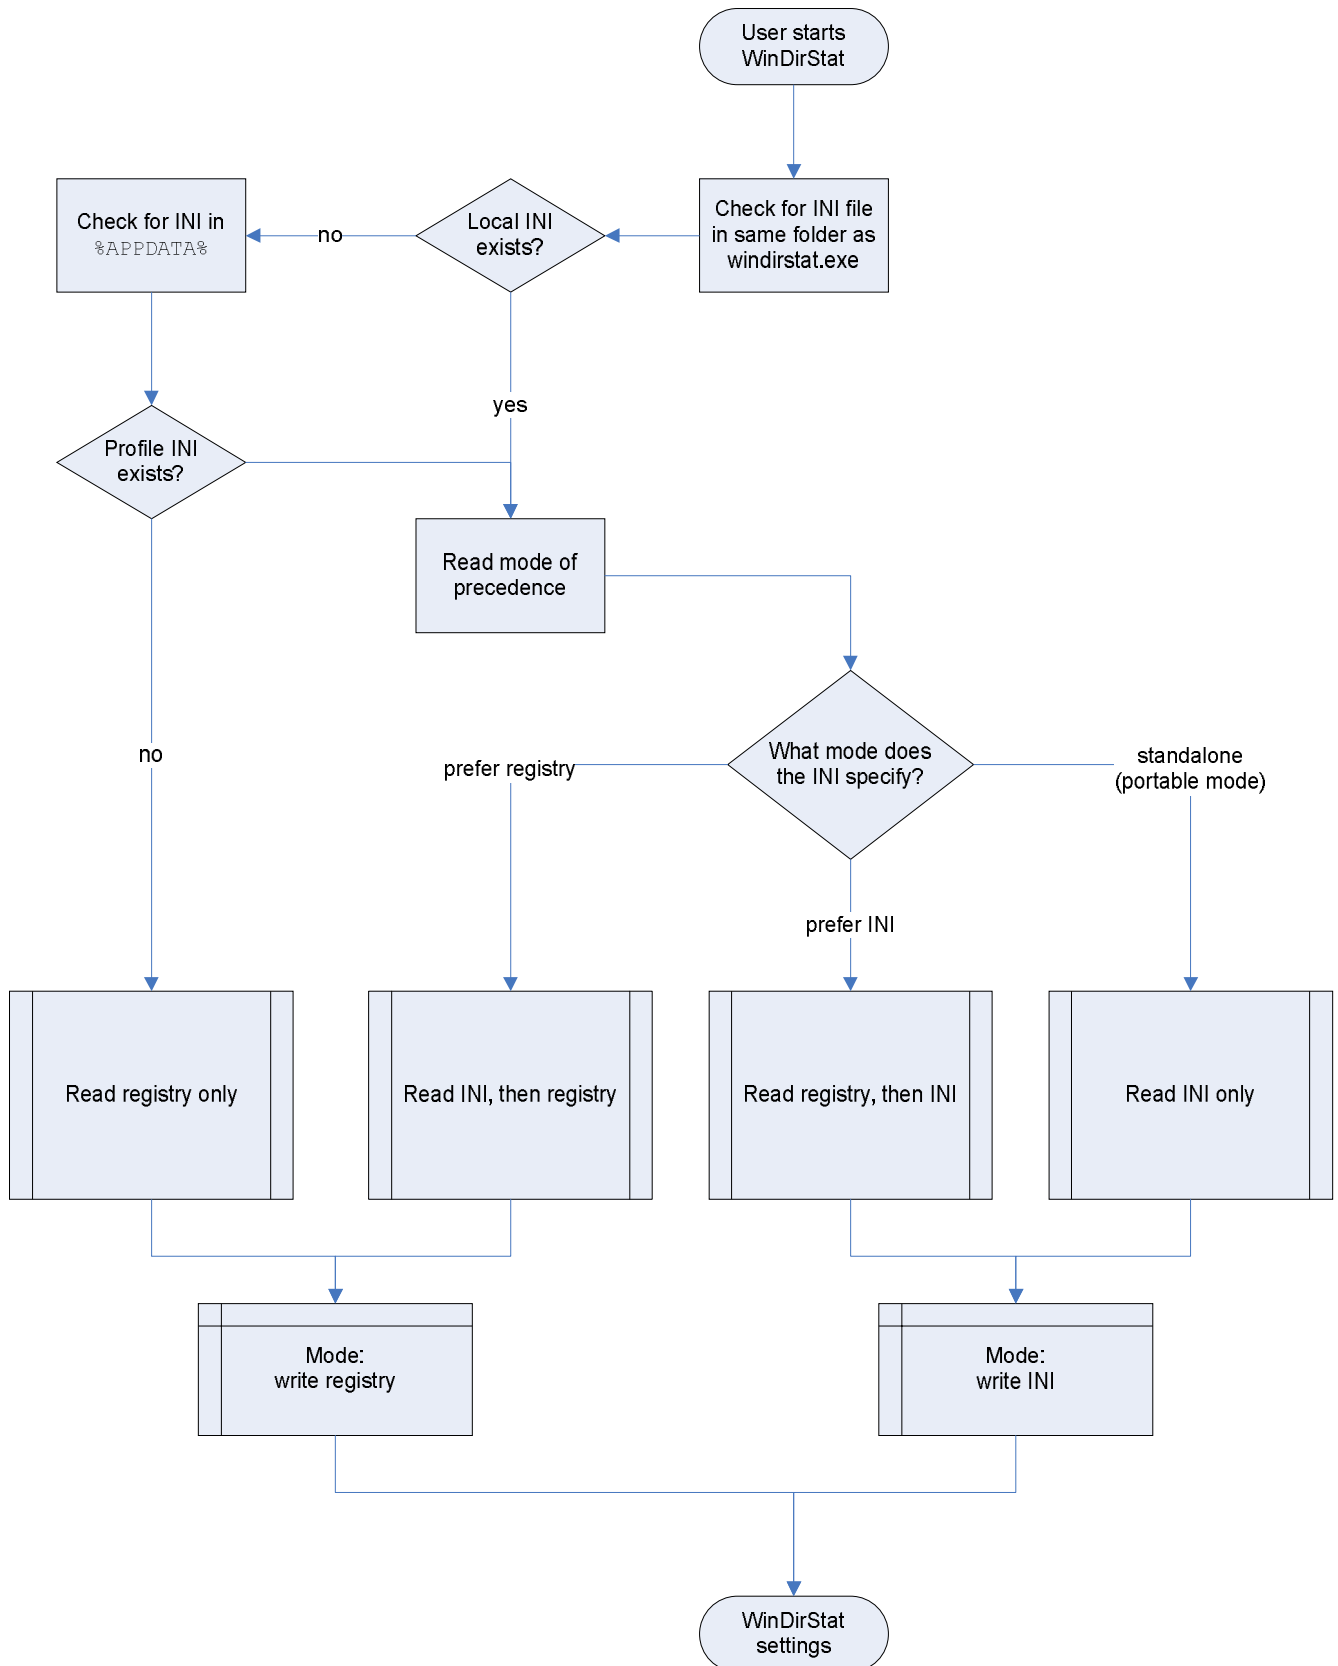 User starts
WinDirStat
Check for INI file
in same folder as
windirstat.exe
Local INI
exists?
no
Check for INI in
%APPDATA%
yes
Profile INI
exists?
Read mode of
precedence
no
What mode does
the INI specify?
prefer registry
standalone
(portable mode)
prefer INI
Read registry only
Read INI, then registry
Read registry, then INI
Read INI only
Mode:
write registry
Mode:
write INI
WinDirStat
settings